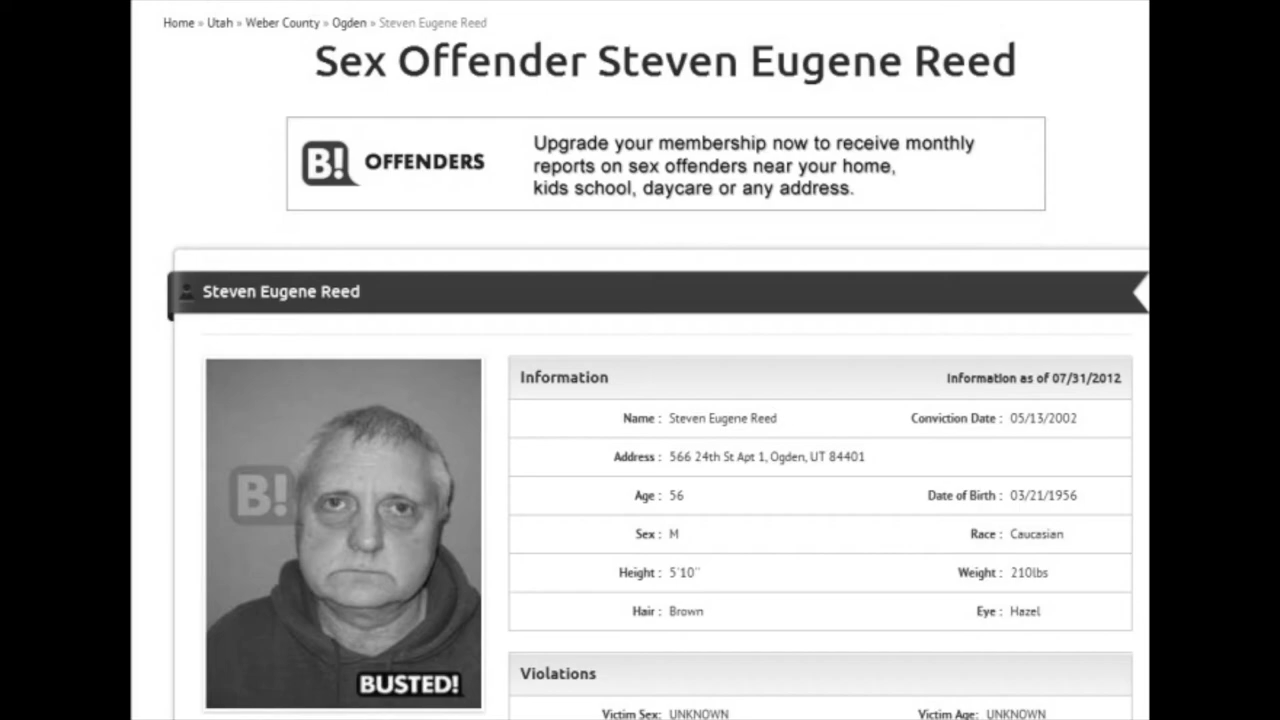 Home » Utah » Weber County » Ogden » Steven Eugene Reed
Sex Offender Steven Eugene Reed
B! OFFENDERS
Upgrade your membership now to receive monthly
reports on sex offenders near your home,
kids school, daycare or any address.
Steven Eugene Reed
B!
BUSTED!
Information Information as of 07/31/2012
Name : Steven Eugene Reed Conviction Date : 05/13/2002
Address : 566 24th St Apt 1, Ogden, UT 84401
Age : 56 Date of Birth : 03/21/1956
Sex : M Race : Caucasian
Height : 5'10'' Weight : 210lbs
Hair : Brown Eye : Hazel
Violations
Victim Sex: UNKNOWN Victim Age: UNKNOWN